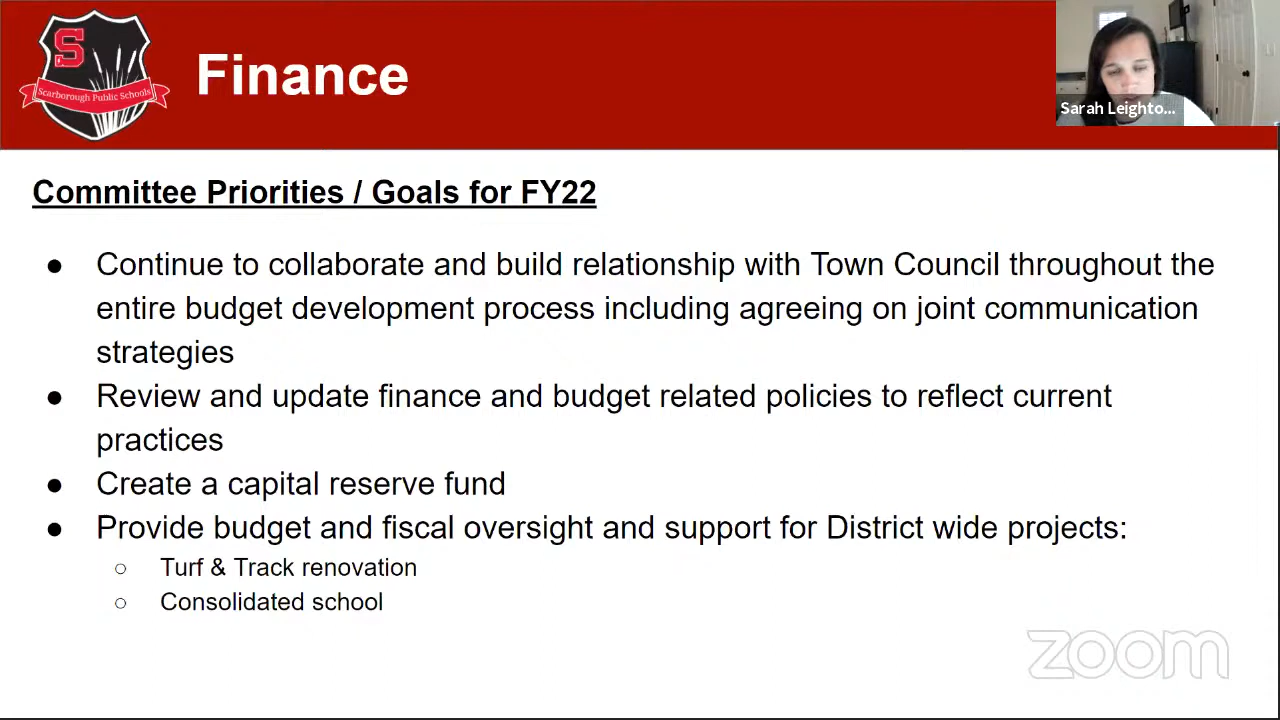 S
Scarborough Public Schools
Finance
Sarah Leighto...
Committee Priorities / Goals for FY22
● Continue to collaborate and build relationship with Town Council throughout the
entire budget development process including agreeing on joint communication
strategies
● Review and update finance and budget related policies to reflect current
practices
● Create a capital reserve fund
● Provide budget and fiscal oversight and support for District wide projects:
○ Turf & Track renovation
○ Consolidated school
zoom